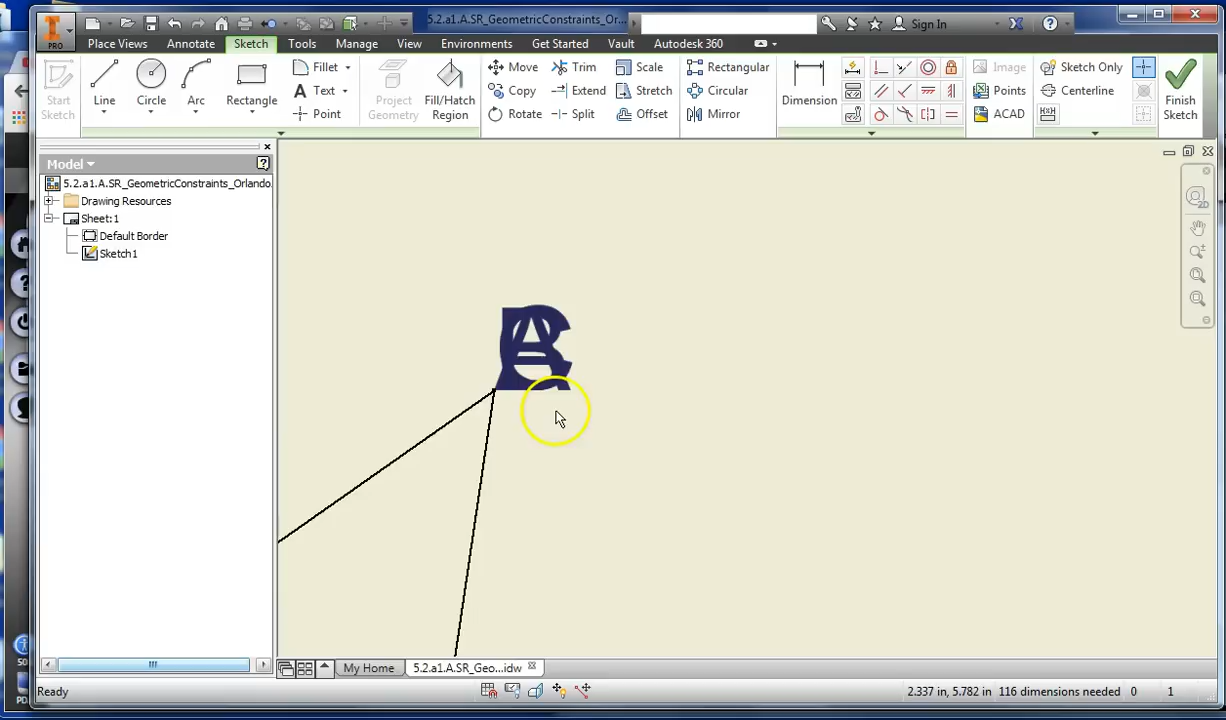 5.2.a1.A.SR_GeometricConstraints_Or...
Sign In
PRO
Place Views Annotate Sketch Tools Manage View Environments Get Started Vault Autodesk 360
Start Sketch
Line
Circle
Arc
Rectangle
Fillet
Text
Point
Project Geometry
Fill/Hatch Region
Move
Copy
Rotate
Trim
Extend
Split
Scale
Stretch
Offset
Rectangular
Circular
Mirror
Dimension
Image
Points
ACAD
Sketch Only
Centerline
Finish Sketch
Model
5.2.a1.A.SR_GeometricConstraints_Orlando.
Drawing Resources
Sheet:1
Default Border
Sketch1
2D
My Home
5.2.a1.A.SR_Geo...idw
Ready
2.337 in, 5.782 in 116 dimensions needed 0 1